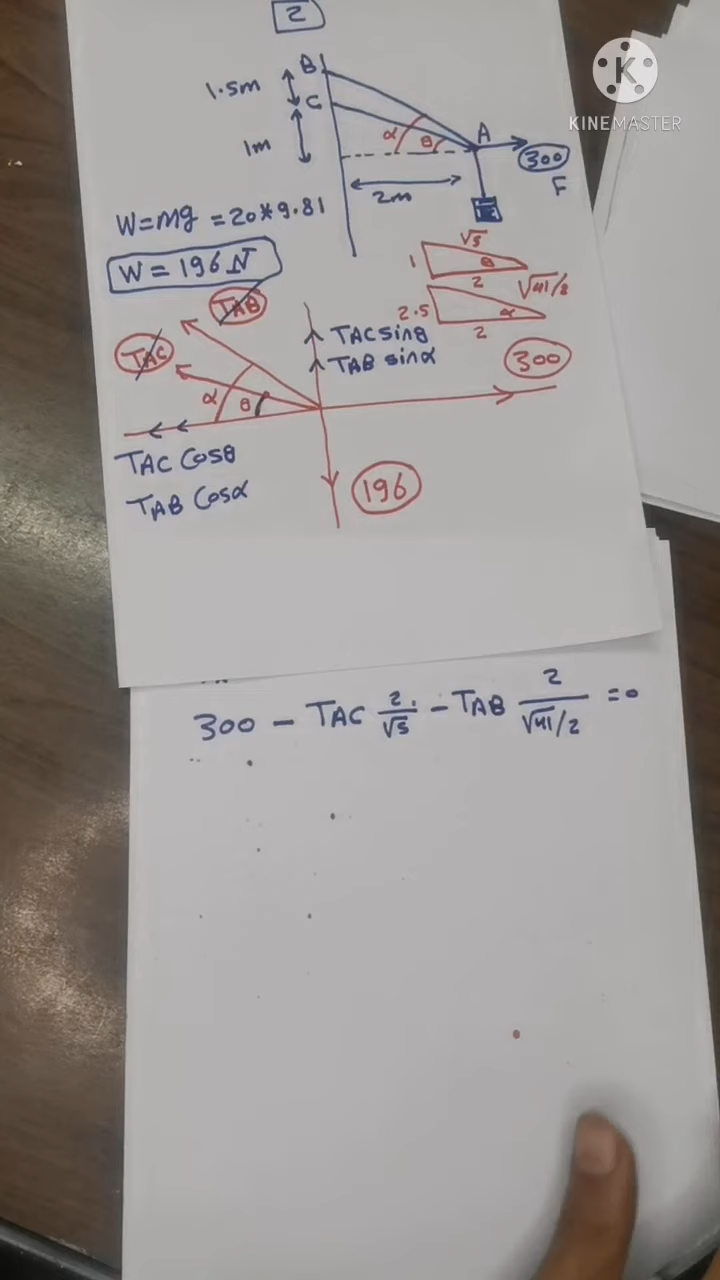 2
K
KINEMASTER
B
1.5m
C
α
θ
A
1m
300
F
2m
W=mg = 20*9.81
W = 196 N
√5
1
θ
2
√41/2
2.5
α
2
TAB
TAC
TAC sinθ
TAB sinα
300
α
θ
TAC Cosθ
TAB Cosα
196
300 - TAC 2/√5 - TAB 2/√41/2 =0